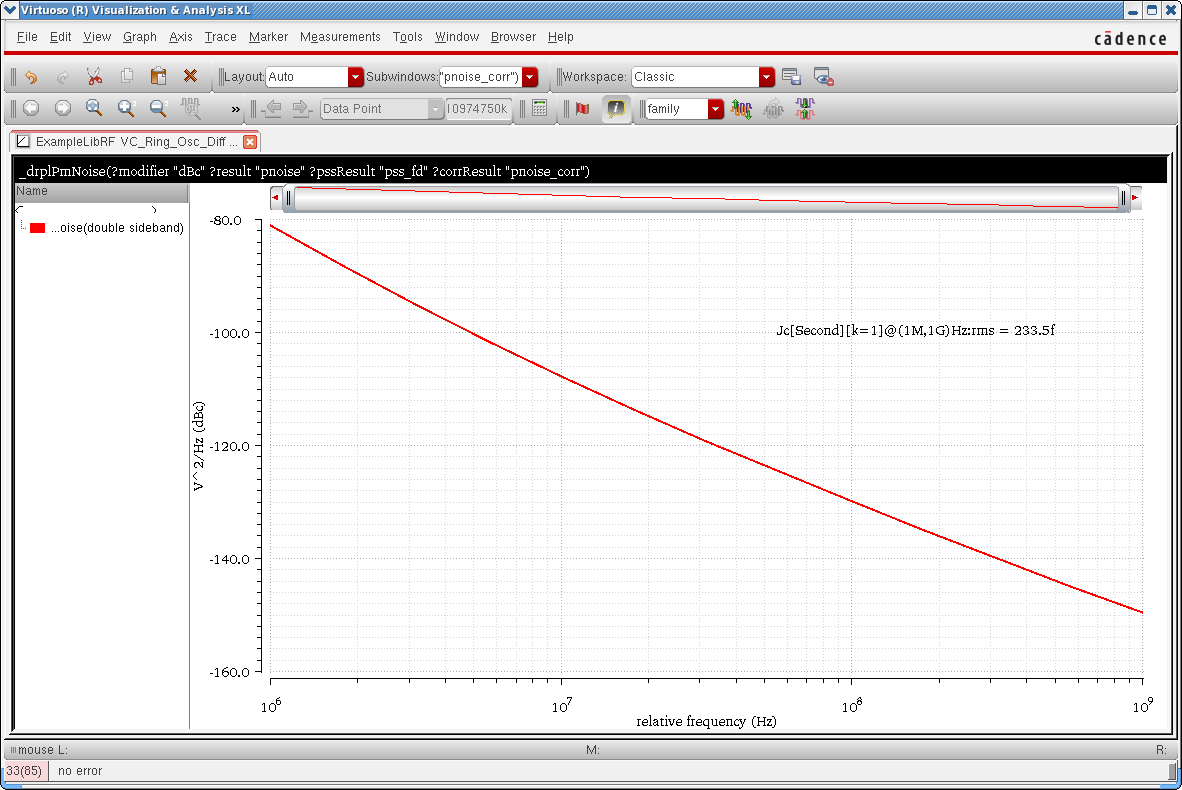 Virtuoso (R) Visualization & Analysis XL
File Edit View Graph Axis Trace Marker Measurements Tools Window Browser Help
cādence
Layout: Auto Subwindows: "pnoise_corr") Workspace: Classic
» Data Point 10974750k family
ExampleLibRF VC_Ring_Osc_Diff ...
_drplPmNoise(?modifier "dBc" ?result "pnoise" ?pssResult "pss_fd" ?corrResult "pnoise_corr")
Name
...oise(double sideband)
-80.0
-100.0
-120.0
-140.0
-160.0
V^2/Hz (dBc)
Jc[Second][k=1]@(1M,1G)Hz:rms = 233.5f
10^6 10^7 10^8 10^9
relative frequency (Hz)
mouse L: M: R:
33(85) no error